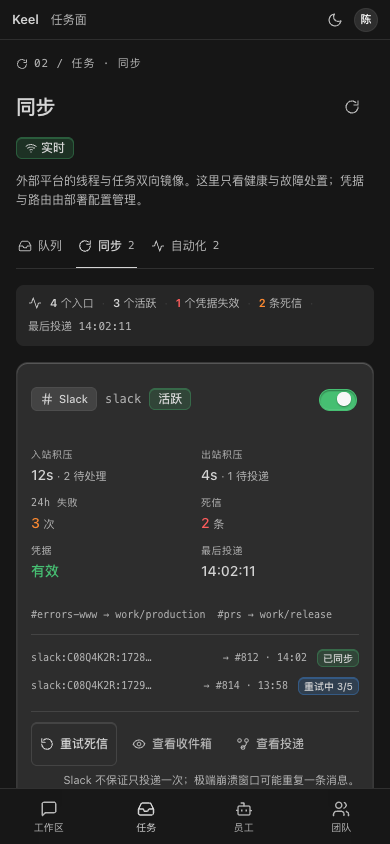 Keel 任务面 陈
02 / 任务 · 同步
同步
实时
外部平台的线程与任务双向镜像。这里只看健康与故障处置；凭据
与路由由部署配置管理。
队列 同步 2 自动化 2
4 个入口 · 3 个活跃 · 1 个凭据失效 · 2 条死信 ·
最后投递 14:02:11
Slack slack 活跃
入站积压 出站积压
12s · 2 待处理 4s · 1 待投递
24h 失败 死信
3 次 2 条
凭据 最后投递
有效 14:02:11
#errors-www → work/production #prs → work/release
slack:C08Q4K2R:1728… → #812 · 14:02 已同步
slack:C08Q4K2R:1729… → #814 · 13:58 重试中 3/5
重试死信 查看收件箱 查看投递
Slack 不保证只投递一次；极端崩溃窗口可能重复一条消息。
工作区 任务 员工 团队